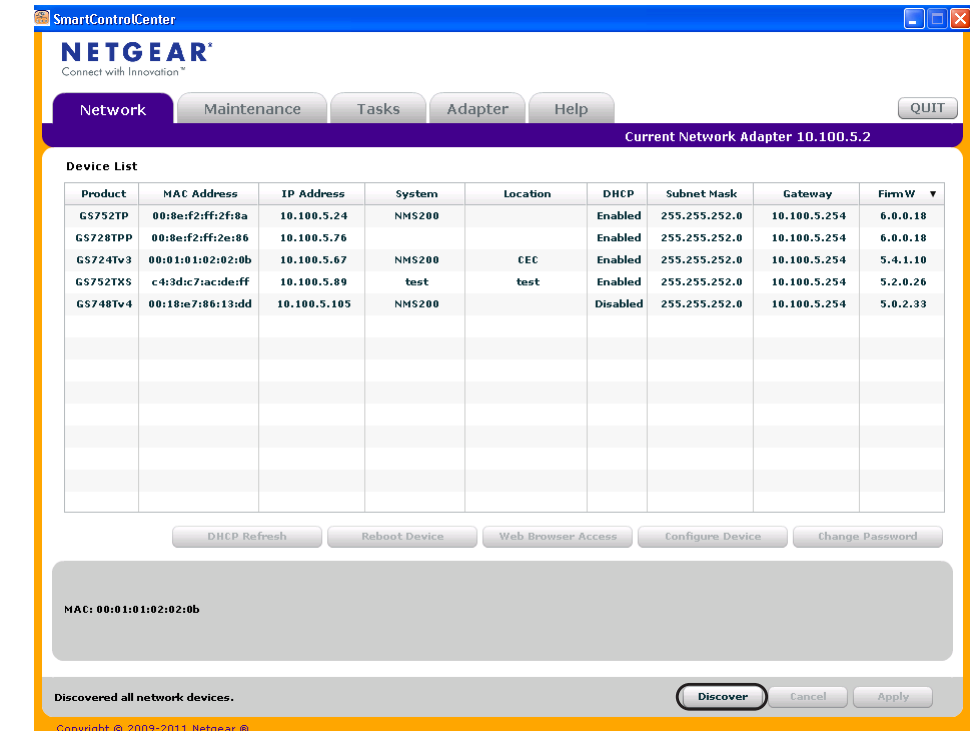 SmartControlCenter
NETGEAR®
Connect with Innovation™
Network Maintenance Tasks Adapter Help QUIT
Current Network Adapter 10.100.5.2
Device List
Product MAC Address IP Address System Location DHCP Subnet Mask Gateway FirmW ▼
GS752TP 00:8e:f2:ff:2f:8a 10.100.5.24 NMS200 Enabled 255.255.252.0 10.100.5.254 6.0.0.18
GS728TPP 00:8e:f2:ff:2e:86 10.100.5.76 Enabled 255.255.252.0 10.100.5.254 6.0.0.18
GS724Tv3 00:01:01:02:02:0b 10.100.5.67 NMS200 CEC Enabled 255.255.252.0 10.100.5.254 5.4.1.10
GS752TXS c4:3d:c7:ac:de:ff 10.100.5.89 test test Enabled 255.255.252.0 10.100.5.254 5.2.0.26
GS748Tv4 00:18:e7:86:13:dd 10.100.5.105 NMS200 Disabled 255.255.252.0 10.100.5.254 5.0.2.33
DHCP Refresh Reboot Device Web Browser Access Configure Device Change Password
MAC: 00:01:01:02:02:0b
Discovered all network devices. Discover Cancel Apply
Copyright © 2009-2011 Netgear ®